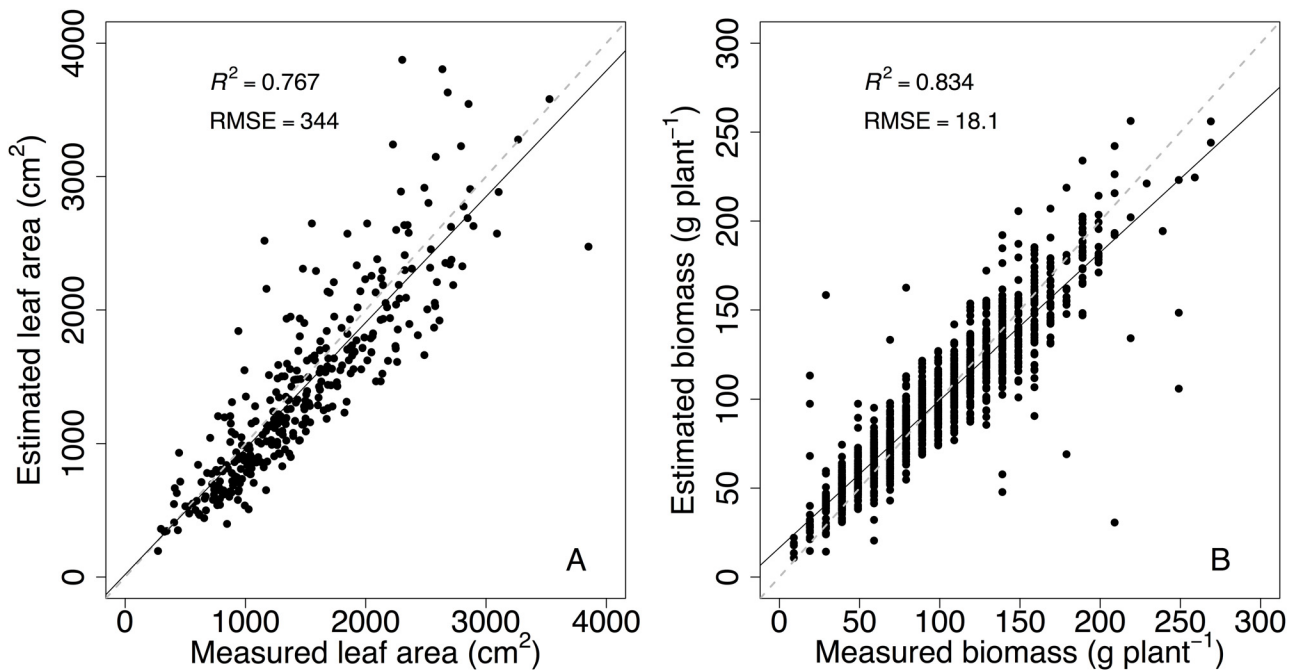 Estimated leaf area (cm²)
4000
3000
2000
1000
0
R² = 0.767
RMSE = 344
A
0 1000 2000 3000 4000
Measured leaf area (cm²)
Estimated biomass (g plant⁻¹)
300
250
200
150
100
50
0
R² = 0.834
RMSE = 18.1
B
0 50 100 150 200 250 300
Measured biomass (g plant⁻¹)